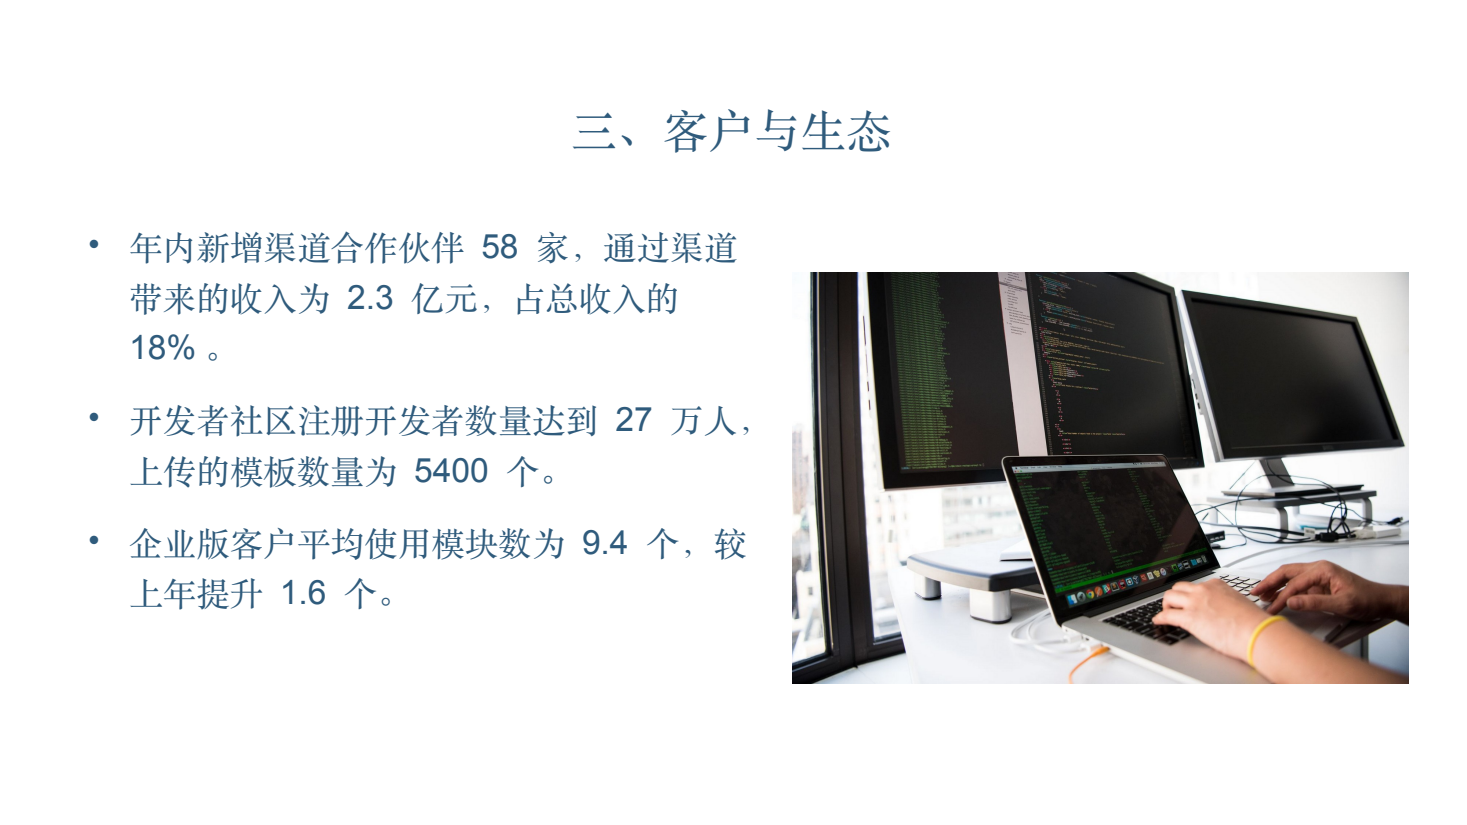 三、客户与生态
• 年内新增渠道合作伙伴 58 家，通过渠道
带来的收入为 2.3 亿元，占总收入的
18% 。
• 开发者社区注册开发者数量达到 27 万人，
上传的模板数量为 5400 个。
• 企业版客户平均使用模块数为 9.4 个，较
上年提升 1.6 个。